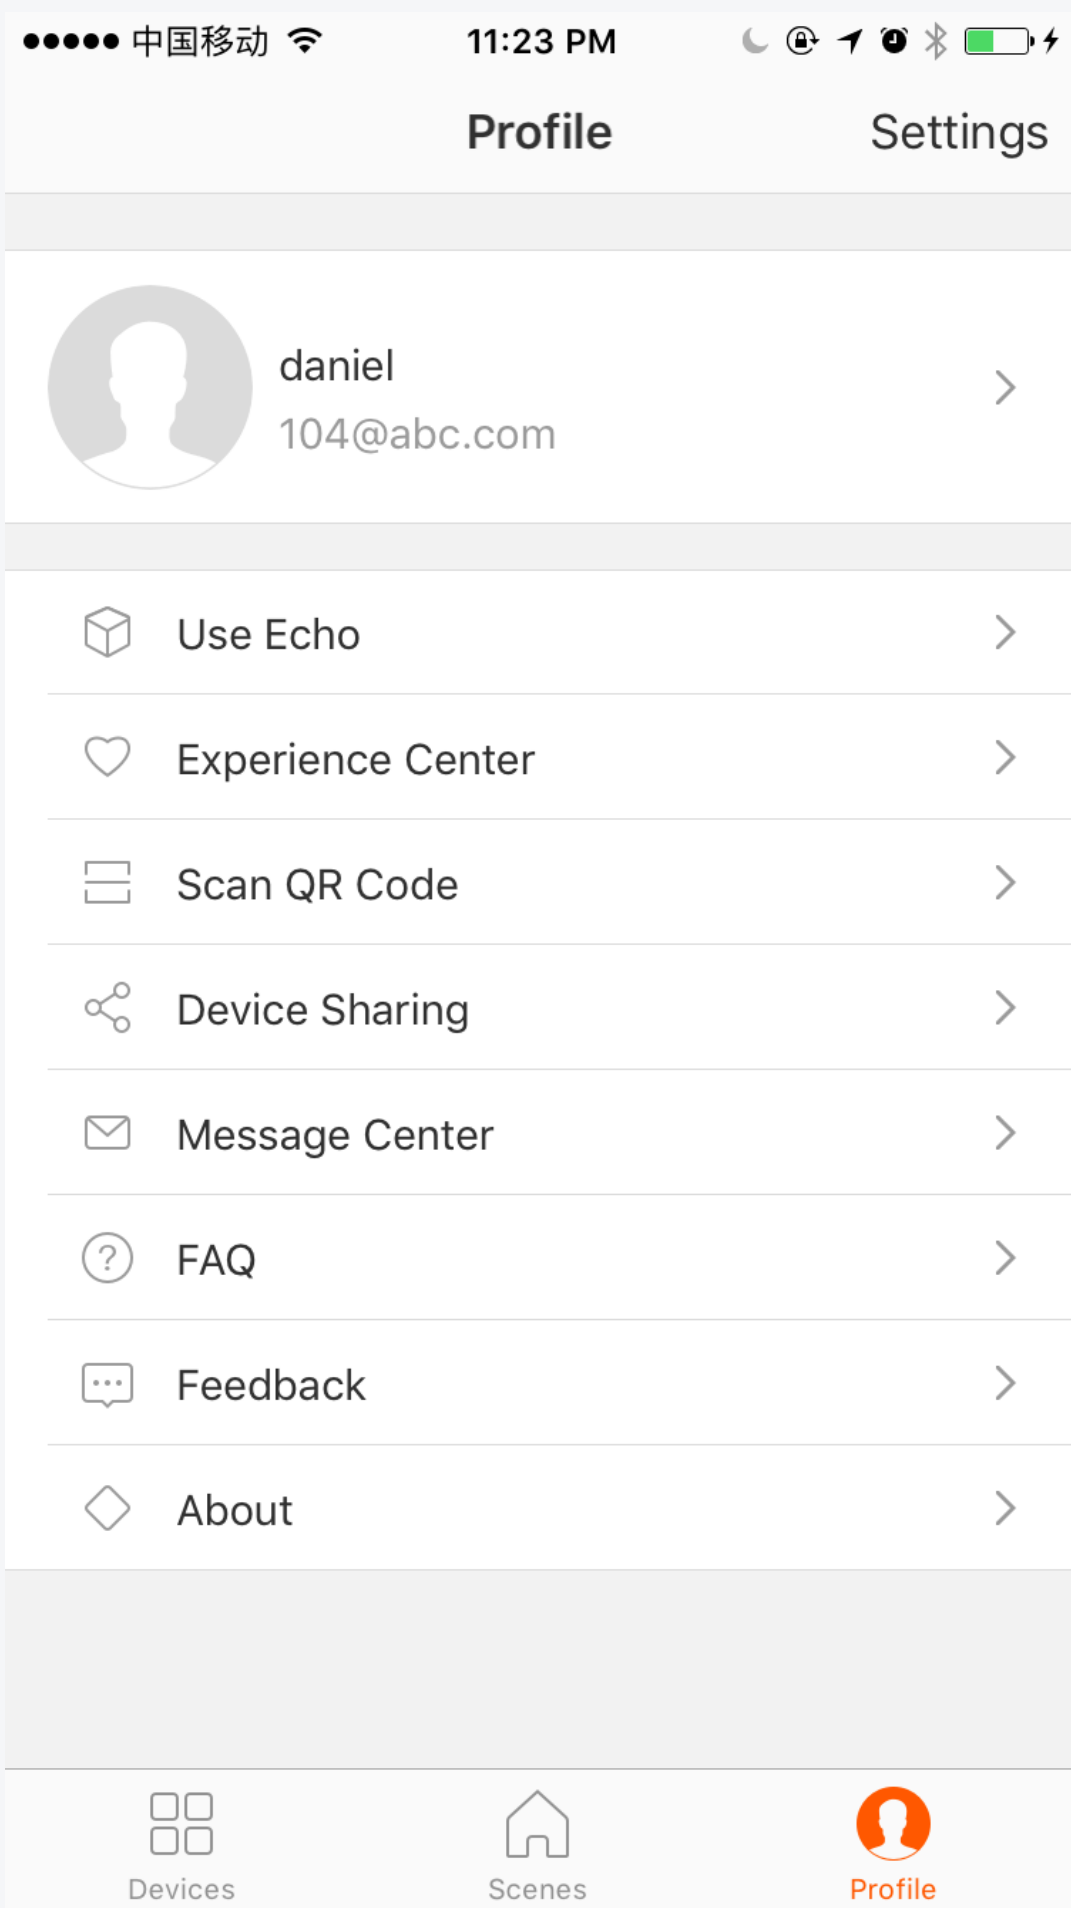 中国移动
11:23 PM
Profile
Settings
daniel
104@abc.com
Use Echo
Experience Center
Scan QR Code
Device Sharing
Message Center
FAQ
Feedback
About
Devices
Scenes
Profile